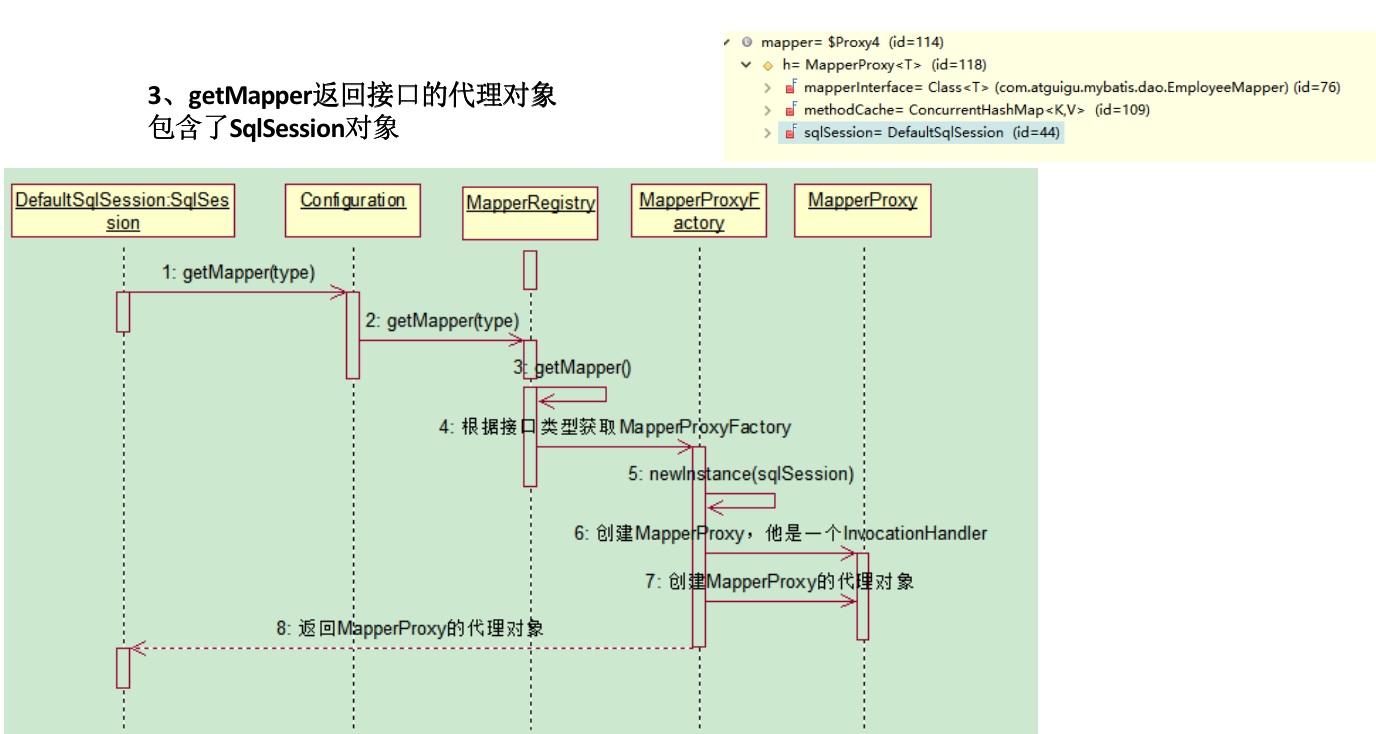 3、getMapper返回接口的代理对象
包含了SqlSession对象
mapper= $Proxy4 (id=114)
h= MapperProxy<T> (id=118)
mapperInterface= Class<T> (com.atguigu.mybatis.dao.EmployeeMapper) (id=76)
methodCache= ConcurrentHashMap<K,V> (id=109)
sqlSession= DefaultSqlSession (id=44)
DefaultSqlSession:SqlSes
sion
Configuration
MapperRegistry
MapperProxyF
actory
MapperProxy
1: getMapper(type)
2: getMapper(type)
3: getMapper()
4: 根据接口类型获取MapperProxyFactory
5: newInstance(sqlSession)
6: 创建MapperProxy，他是一个InvocationHandler
7: 创建MapperProxy的代理对象
8: 返回MapperProxy的代理对象